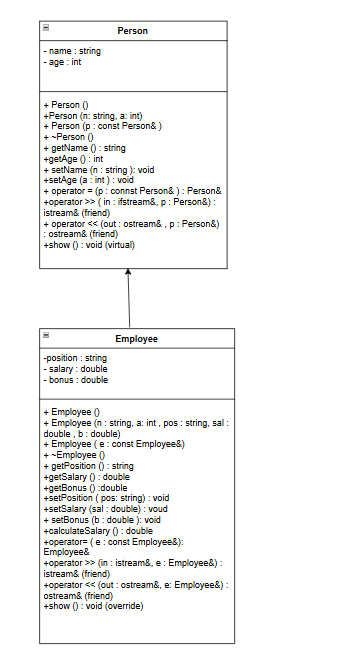 Person
- name : string
- age : int
+ Person ()
+Person (n: string, a: int)
+ Person (p : const Person& )
+ ~Person ()
+ getName () : string
+getAge () : int
+ setName (n : string ): void
+setAge (a : int ) : void
+ operator = (p : connst Person& ) : Person&
+operator >> ( in : ifstream&, p : Person&) :
istream& (friend)
+ operator << (out : ostream& , p : Person&)
: ostream& (friend)
+show () : void (virtual)
Employee
-position : string
- salary : double
- bonus : double
+ Employee ()
+ Employee (n : string, a: int , pos : string, sal :
double , b : double)
+ Employee ( e : const Employee&)
+ ~Employee ()
+ getPosition () : string
+getSalary () : double
+getBonus () :double
+setPosition ( pos: string) : void
+setSalary (sal : double) : voud
+ setBonus (b : double ): void
+calculateSalary () : double
+operator= ( e : const Employee&):
Employee&
+operator >> (in : istream&, e : Employee&) :
istream& (friend)
+operator << (out : ostream&, e: Employee&) :
ostream& (friend)
+show () : void (override)